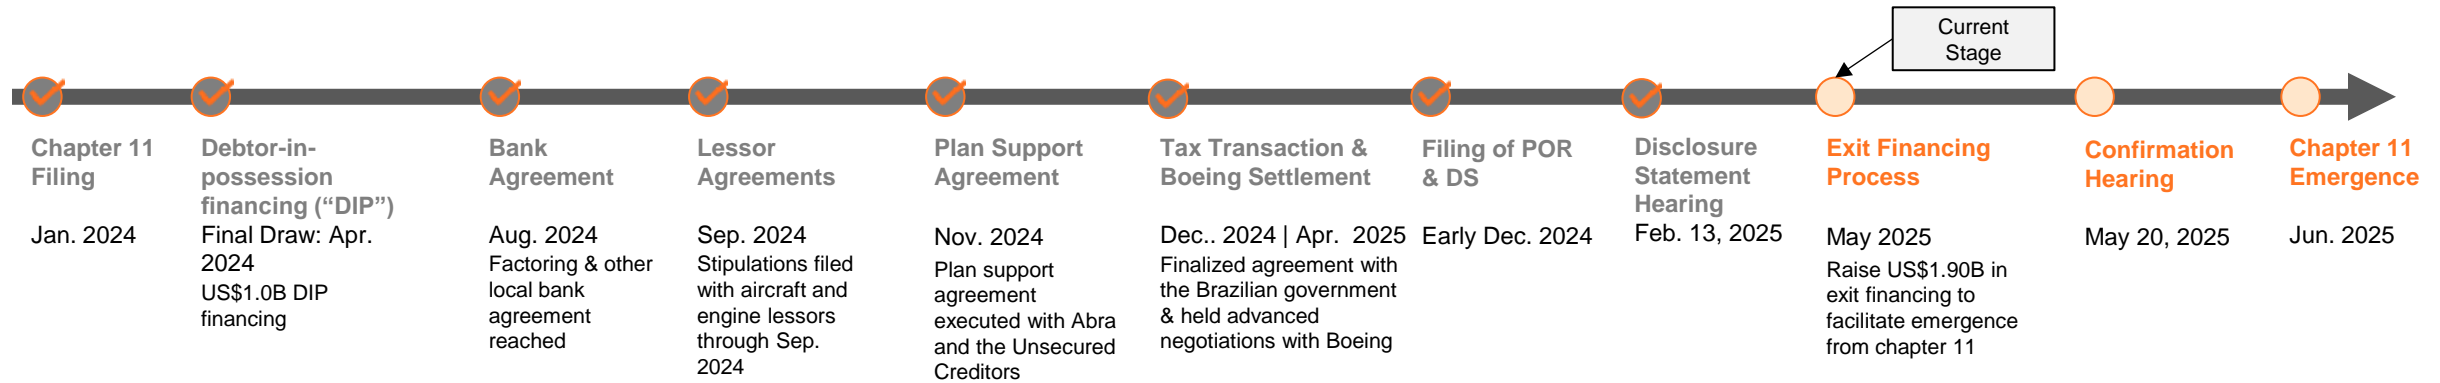 Current
Stage
Chapter 11
Filing
Jan. 2024
Debtor-in-
possession
financing (“DIP”)
Final Draw: Apr.
2024
US$1.0B DIP
financing
Bank
Agreement
Aug. 2024
Factoring & other
local bank
agreement
reached
Lessor
Agreements
Sep. 2024
Stipulations filed
with aircraft and
engine lessors
through Sep.
2024
Plan Support
Agreement
Nov. 2024
Plan support
agreement
executed with Abra
and the Unsecured
Creditors
Tax Transaction &
Boeing Settlement
Dec.. 2024 | Apr.  2025
Finalized agreement with
the Brazilian government
& held advanced
negotiations with Boeing
Filing of POR
& DS
Early Dec. 2024
Disclosure
Statement
Hearing
Feb. 13, 2025
Exit Financing
Process
May 2025
Raise US$1.90B in
exit financing to
facilitate emergence
from chapter 11
Confirmation
Hearing
May 20, 2025
Chapter 11
Emergence
Jun. 2025